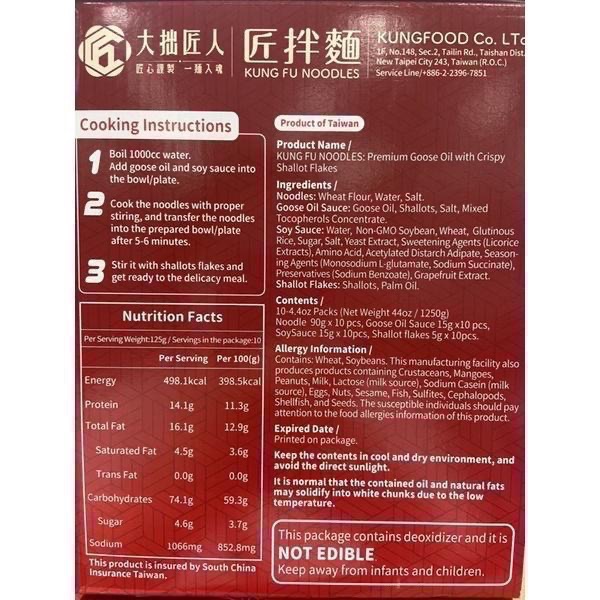 匠
大拙匠人
匠心謹製·一麵入魂
匠拌麵
KUNG FU NOODLES
KUNGFOOD Co. LTD
1F, No.148, Sec.2, Tailin Rd., Taishan Dist.
New Taipei City 243, Taiwan (R.O.C.)
Service Line/+886-2-2396-7851
Cooking Instructions
1
Boil 1000cc water.
Add goose oil and soy sauce into
the bowl/plate.
2
Cook the noodles with proper
stiring, and transfer the noodles
into the prepared bowl/plate
after 5-6 minutes.
3
Stir it with shallots flakes and
get ready to the delicacy meal.
Nutrition Facts
Per Serving Weight:125g / Servings in the package:10
Per Serving Per 100(g)
Energy 498.1kcal 398.5kcal
Protein 14.1g 11.3g
Total Fat 16.1g 12.9g
Saturated Fat 4.5g 3.6g
Trans Fat 0.0g 0.0g
Carbohydrates 74.1g 59.3g
Sugar 4.6g 3.7g
Sodium 1066mg 852.8mg
This product is insured by South China
Insurance Taiwan.
Product of Taiwan
Product Name /
KUNG FU NOODLES: Premium Goose Oil with Crispy
Shallot Flakes
Ingredients /
Noodles: Wheat Flour, Water, Salt.
Goose Oil Sauce: Goose Oil, Shallots, Salt, Mixed
Tocopherols Concentrate.
Soy Sauce: Water, Non-GMO Soybean, Wheat, Glutinous
Rice, Sugar, Salt, Yeast Extract, Sweetening Agents (Licorice
Extracts), Amino Acid, Acetylated Distarch Adipate, Season-
ing Agents (Monosodium L-glutamate, Sodium Succinate),
Preservatives (Sodium Benzoate), Grapefruit Extract.
Shallot Flakes: Shallots, Palm Oil.
Contents /
10-4.4oz Packs (Net Weight 44oz / 1250g)
Noodle 90g x 10 pcs, Goose Oil Sauce 15g x10 pcs,
SoySauce 15g x 10pcs, Shallot flakes 5g x 10pcs.
Allergy Information /
Contains: Wheat, Soybeans. This manufacturing facility also
produces products containing Crustaceans, Mangoes,
Peanuts, Milk, Lactose (milk source), Sodium Casein (milk
source), Eggs, Nuts, Sesame, Fish, Sulfites, Cephalopods,
Shellfish, and Seeds. The susceptible individuals should pay
attention to the food allergies information of this product.
Expired Date /
Printed on package.
Keep the contents in cool and dry environment, and
avoid the direct sunlight.
It is normal that the contained oil and natural fats
may solidify into white chunks due to the low
temperature.
This package contains deoxidizer and it is
NOT EDIBLE
Keep away from infants and children.